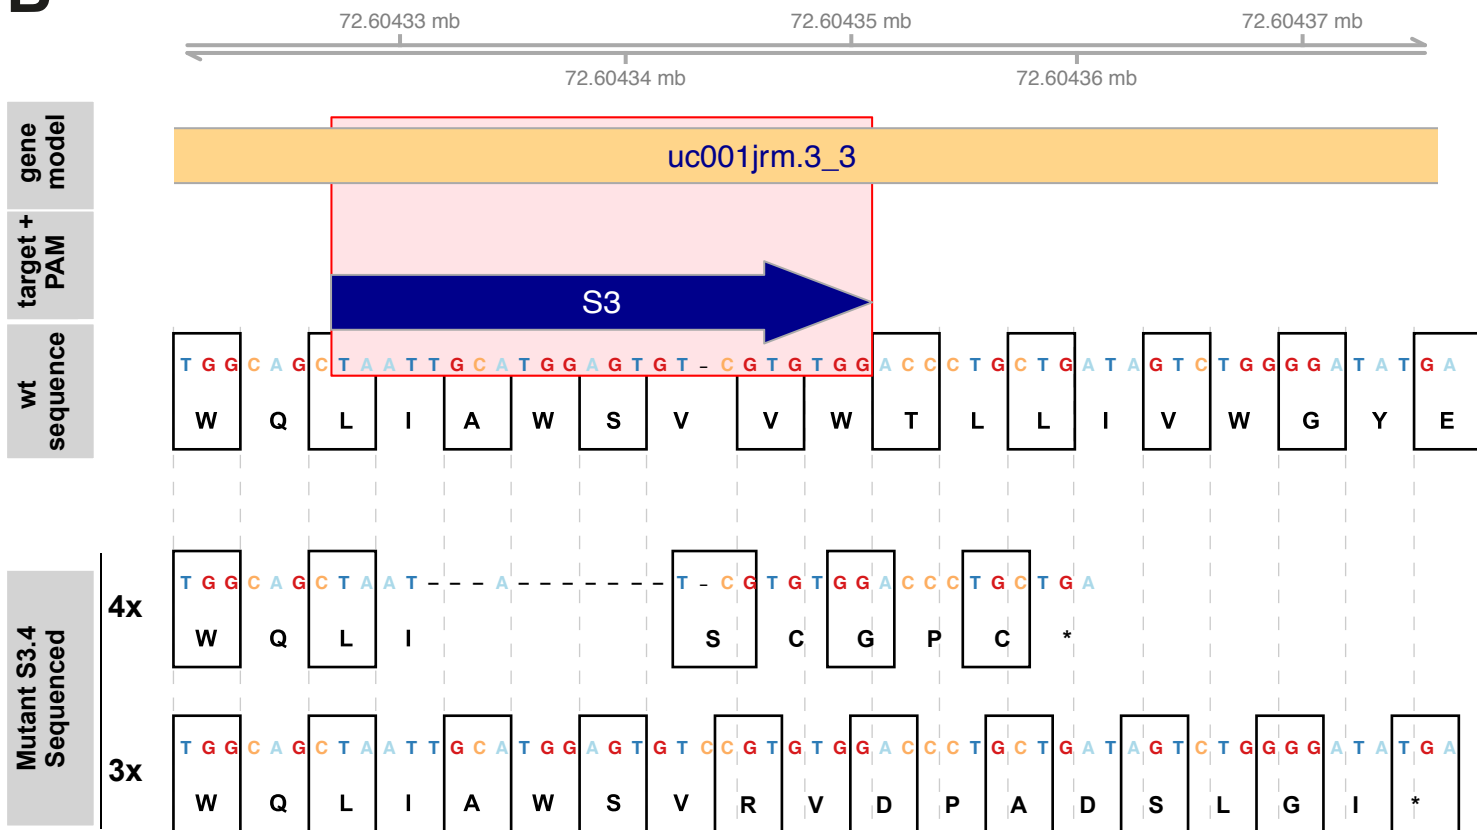 B
72.60433 mb 72.60435 mb 72.60437 mb
72.60434 mb 72.60436 mb
gene
model
uc001jrm.3_3
target +
PAM
S3
wt
sequence
T G G C A G C T A A T T G C A T G G A G T G T - C G T G T G G A C C C T G C T G A T A G T C T G G G G A T A T G A
W Q L I A W S V V W T L L I V W G Y E
Mutant S3.4
Sequenced
4x
T G G C A G C T A A T - - - A - - - - - - - T - C G T G T G G A C C C T G C T G A
W Q L I S C G P C *
3x
T G G C A G C T A A T T G C A T G G A G T G T C C G T G T G G A C C C T G C T G A T A G T C T G G G G A T A T G A
W Q L I A W S V R V D P A D S L G I *